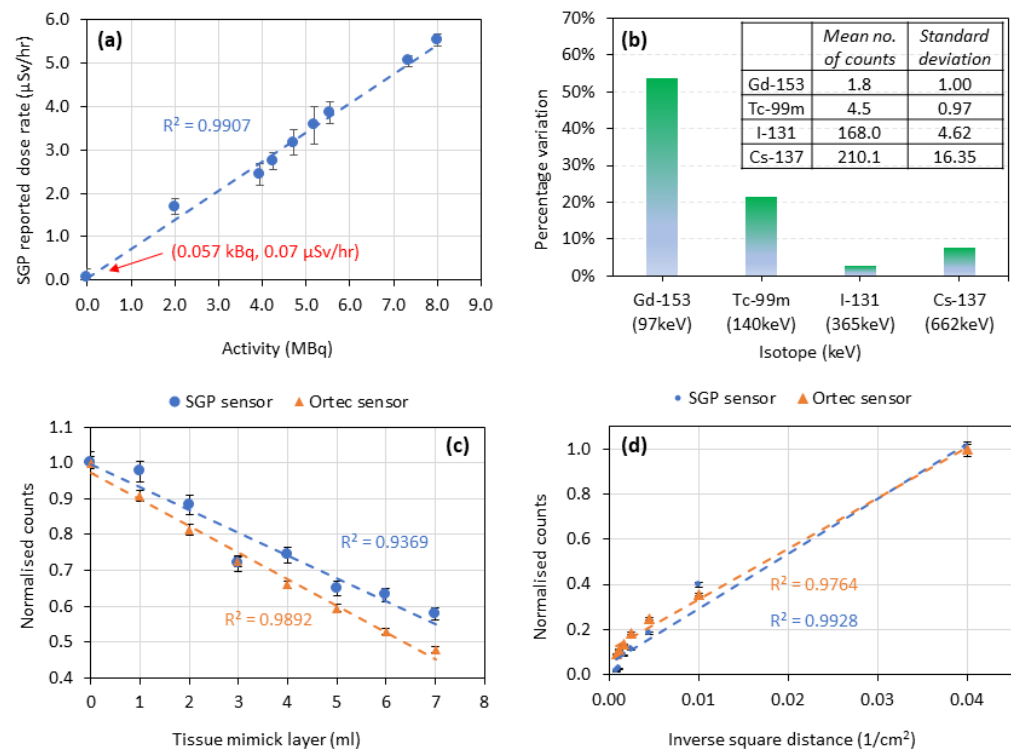 (a)
SGP reported dose rate (µSv/hr)
6.0
5.0
4.0
3.0
2.0
1.0
0.0
R² = 0.9907
(0.057 kBq, 0.07 µSv/hr)
0.0 1.0 2.0 3.0 4.0 5.0 6.0 7.0 8.0 9.0
Activity (MBq)
(b)
Percentage variation
70%
60%
50%
40%
30%
20%
10%
0%
Mean no. of counts Standard deviation
Gd-153 1.8 1.00
Tc-99m 4.5 0.97
I-131 168.0 4.62
Cs-137 210.1 16.35
Gd-153 Tc-99m I-131 Cs-137
(97keV) (140keV) (365keV) (662keV)
Isotope (keV)
SGP sensor Ortec sensor
(c)
Normalised counts
1.1
1.0
0.9
0.8
0.7
0.6
0.5
0.4
R² = 0.9369
R² = 0.9892
0 1 2 3 4 5 6 7 8
Tissue mimick layer (ml)
SGP sensor Ortec sensor
(d)
Normalised counts
1.0
0.8
0.6
0.4
0.2
0.0
R² = 0.9764
R² = 0.9928
0.00 0.01 0.02 0.03 0.04
Inverse square distance (1/cm²)